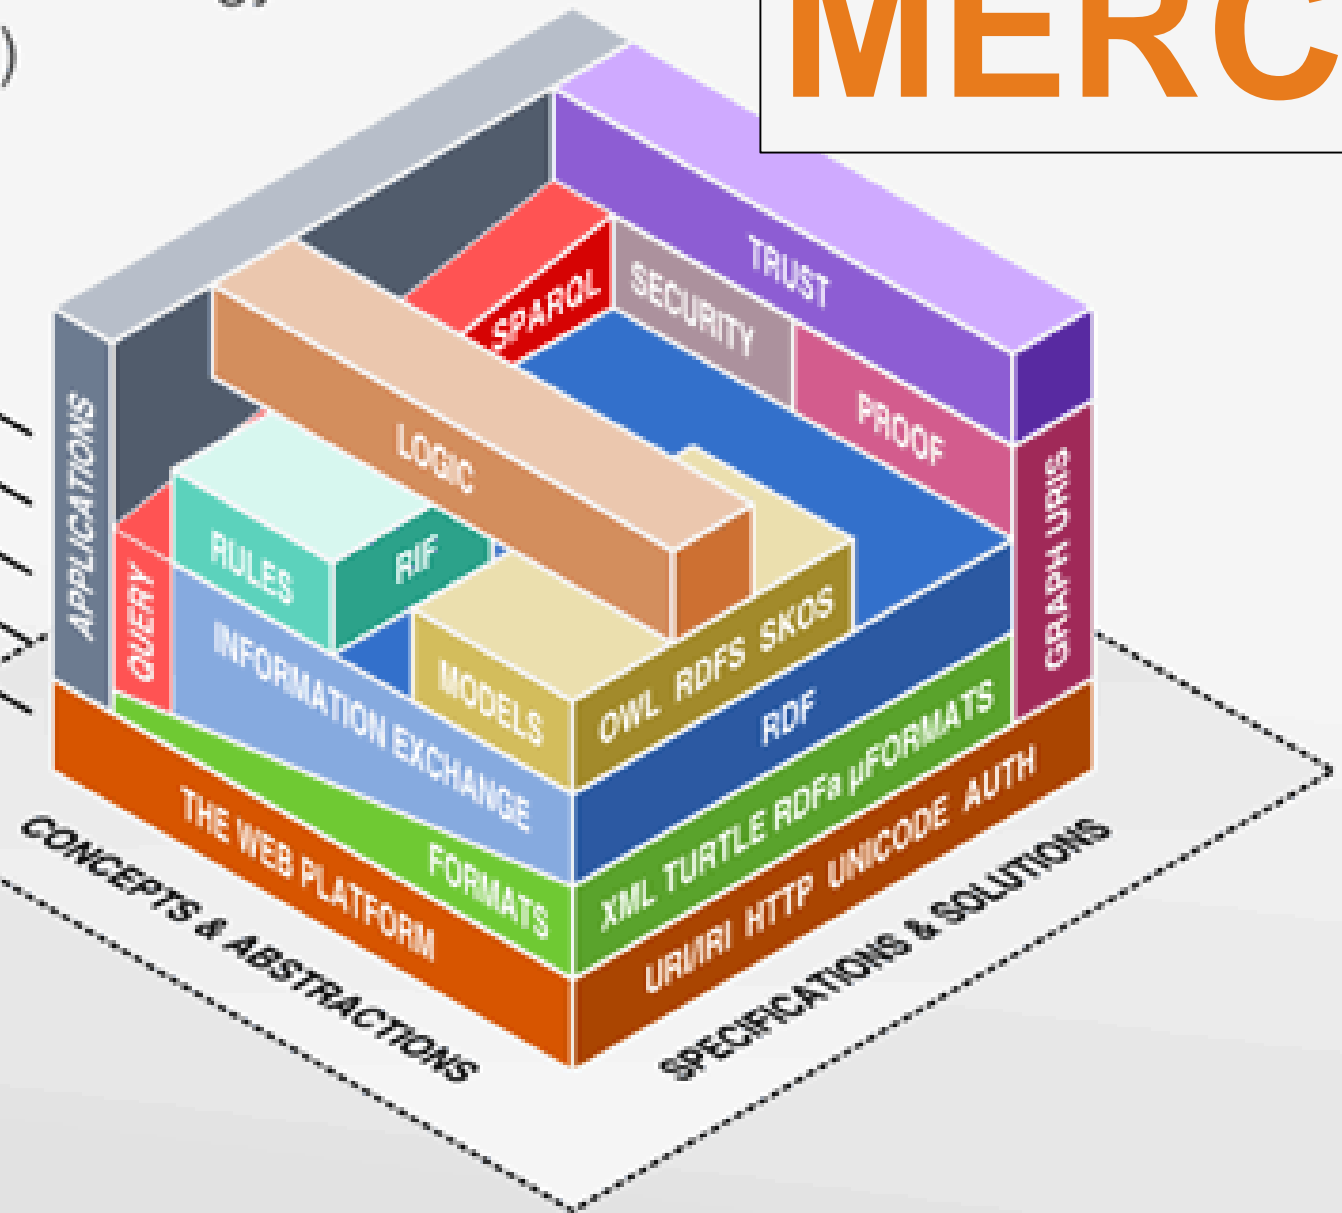 )
MERC
TRUST
SPARQL
SECURITY
PROOF
LOGIC
APPLICATIONS
RULES
RIF
GRAPH URIS
QUERY
INFORMATION EXCHANGE
MODELS
OWL RDFS SKOS
RDF
FORMATS
XML TURTLE RDFa µFORMATS
THE WEB PLATFORM
URI/IRI HTTP UNICODE AUTH
CONCEPTS & ABSTRACTIONS
SPECIFICATIONS & SOLUTIONS